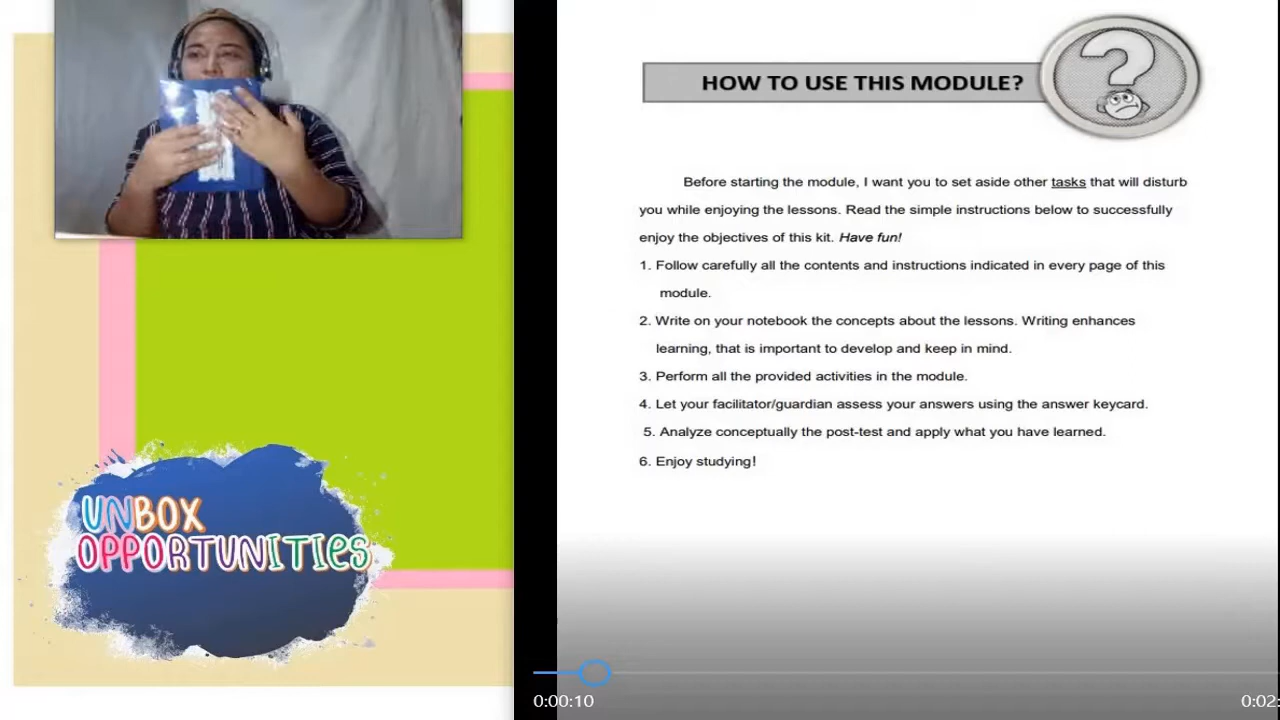 HOW TO USE THIS MODULE?
Before starting the module, I want you to set aside other tasks that will disturb
you while enjoying the lessons. Read the simple instructions below to successfully
enjoy the objectives of this kit. Have fun!
1. Follow carefully all the contents and instructions indicated in every page of this
module.
2. Write on your notebook the concepts about the lessons. Writing enhances
learning, that is important to develop and keep in mind.
3. Perform all the provided activities in the module.
4. Let your facilitator/guardian assess your answers using the answer keycard.
5. Analyze conceptually the post-test and apply what you have learned.
6. Enjoy studying!
UNBOX
OPPORTUNITIES
0:00:10
0:02: